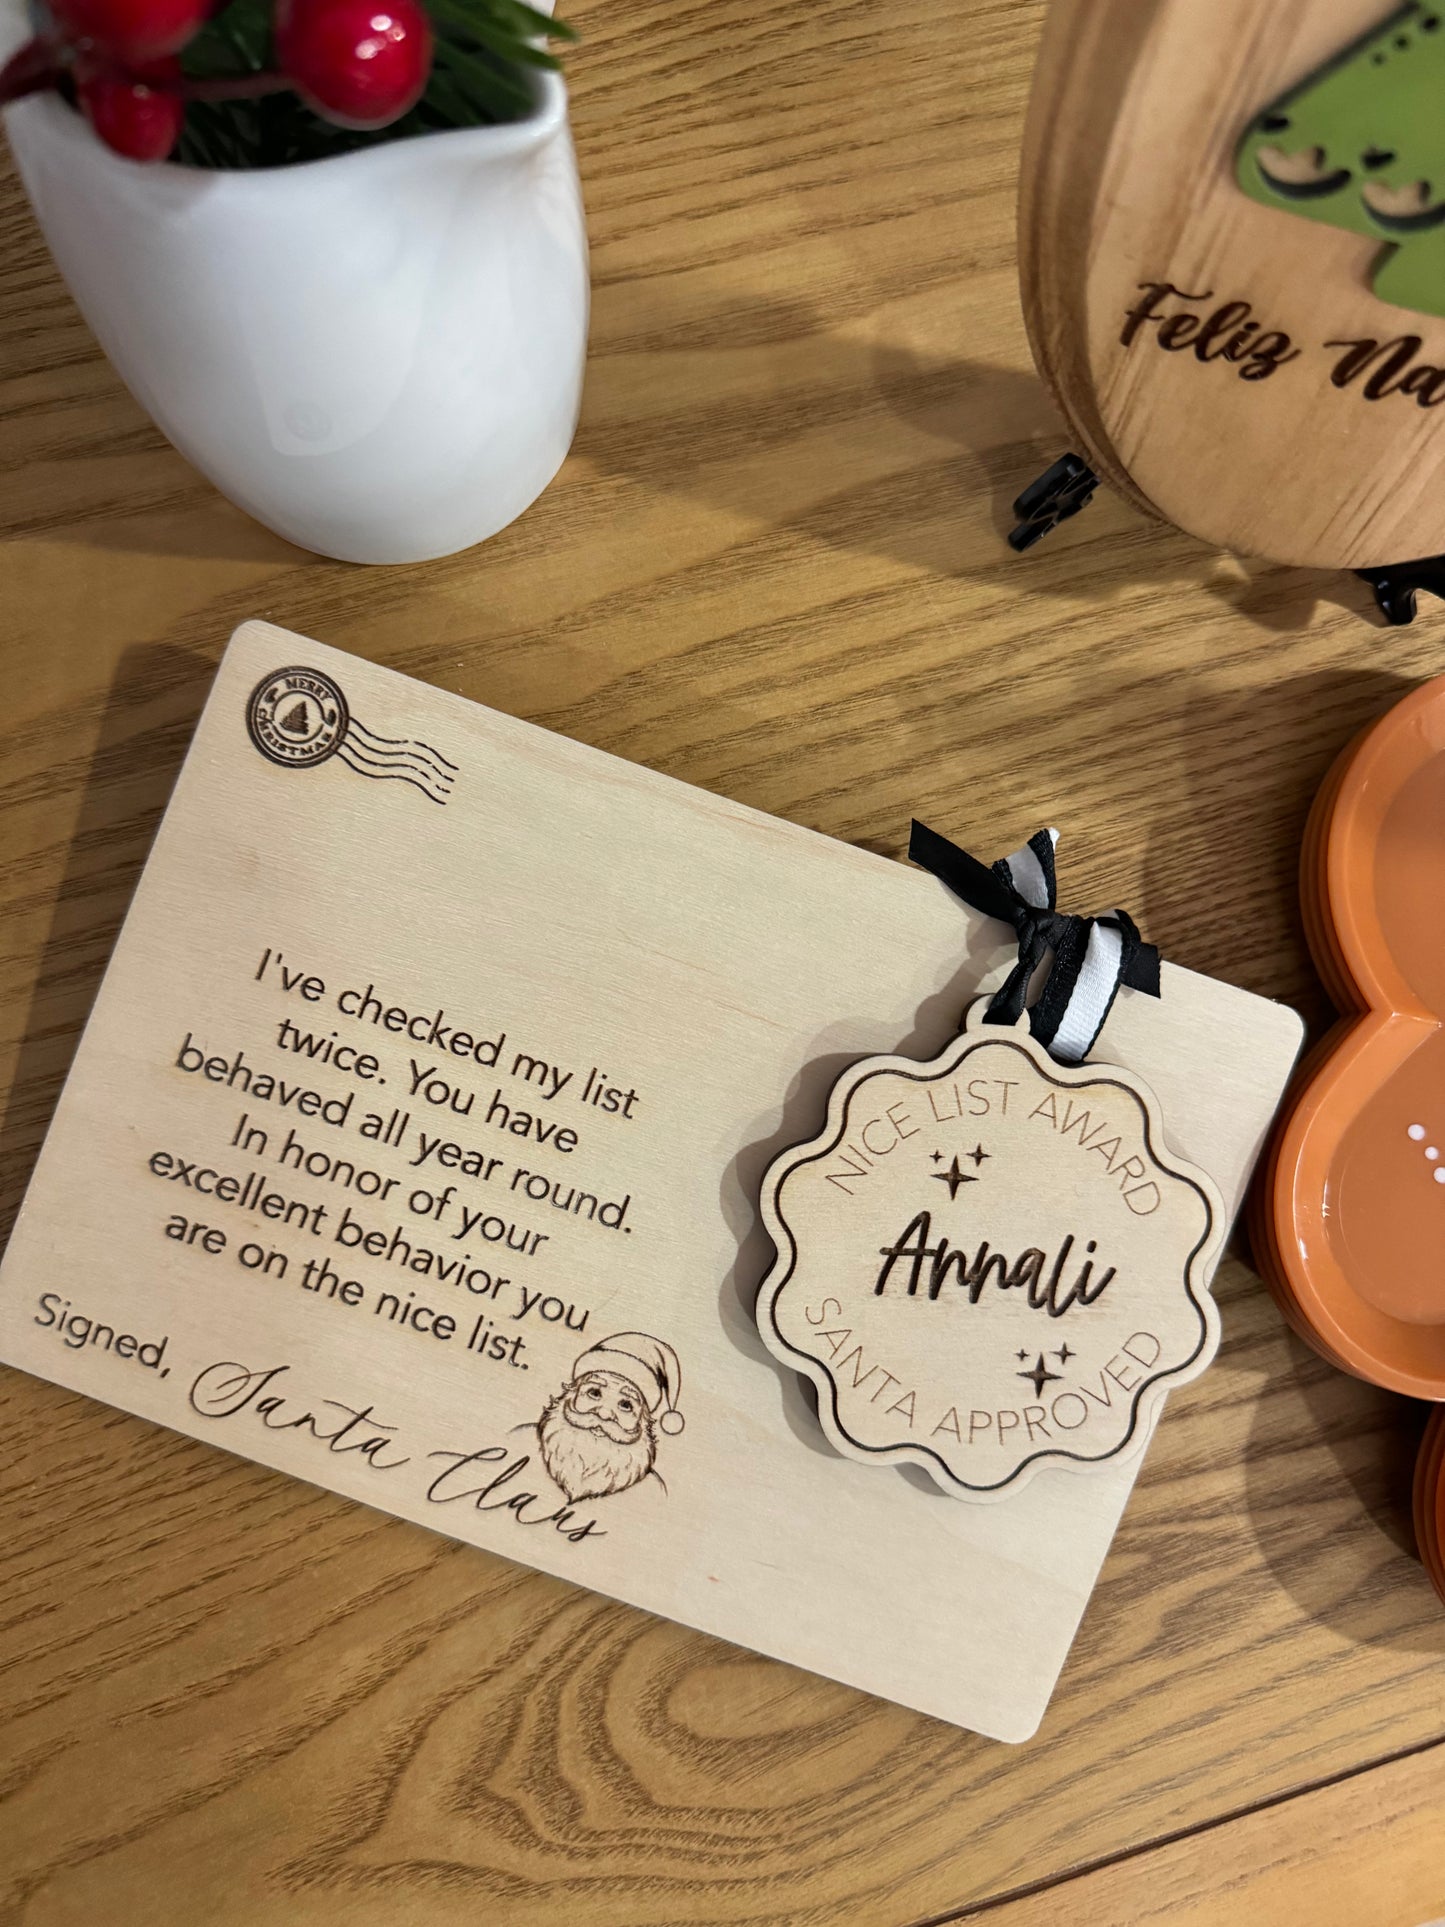 Feliz Na
MERRY
CHRISTMAS
I've checked my list
twice. You have
behaved all year round.
In honor of your
excellent behavior you
are on the nice list.
Signed, Santa Claus
NICE LIST AWARD
Annali
SANTA APPROVED